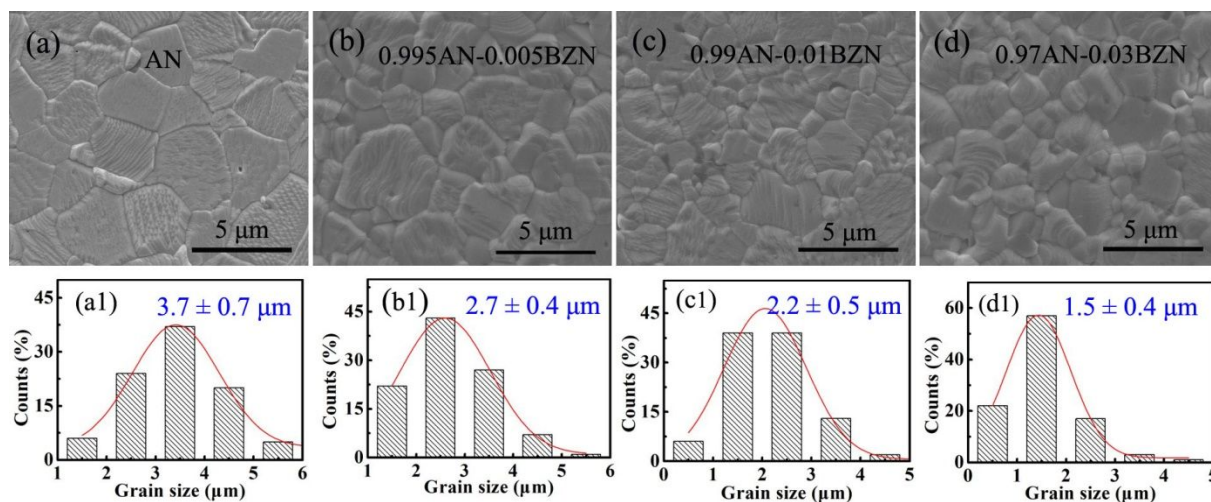 (a)
AN
5 μm
(b)
0.995AN-0.005BZN
5 μm
(c)
0.99AN-0.01BZN
5 μm
(d)
0.97AN-0.03BZN
5 μm
(a1)
3.7 ± 0.7 μm
Counts (%)
45
30
15
0
1 2 3 4 5 6
Grain size (μm)
(b1)
2.7 ± 0.4 μm
Counts (%)
45
30
15
0
1 2 3 4 5 6
Grain size (μm)
(c1)
2.2 ± 0.5 μm
Counts (%)
45
30
15
0
0 1 2 3 4 5
Grain size (μm)
(d1)
1.5 ± 0.4 μm
Counts (%)
60
40
20
0
0 1 2 3 4 5
Grain size (μm)